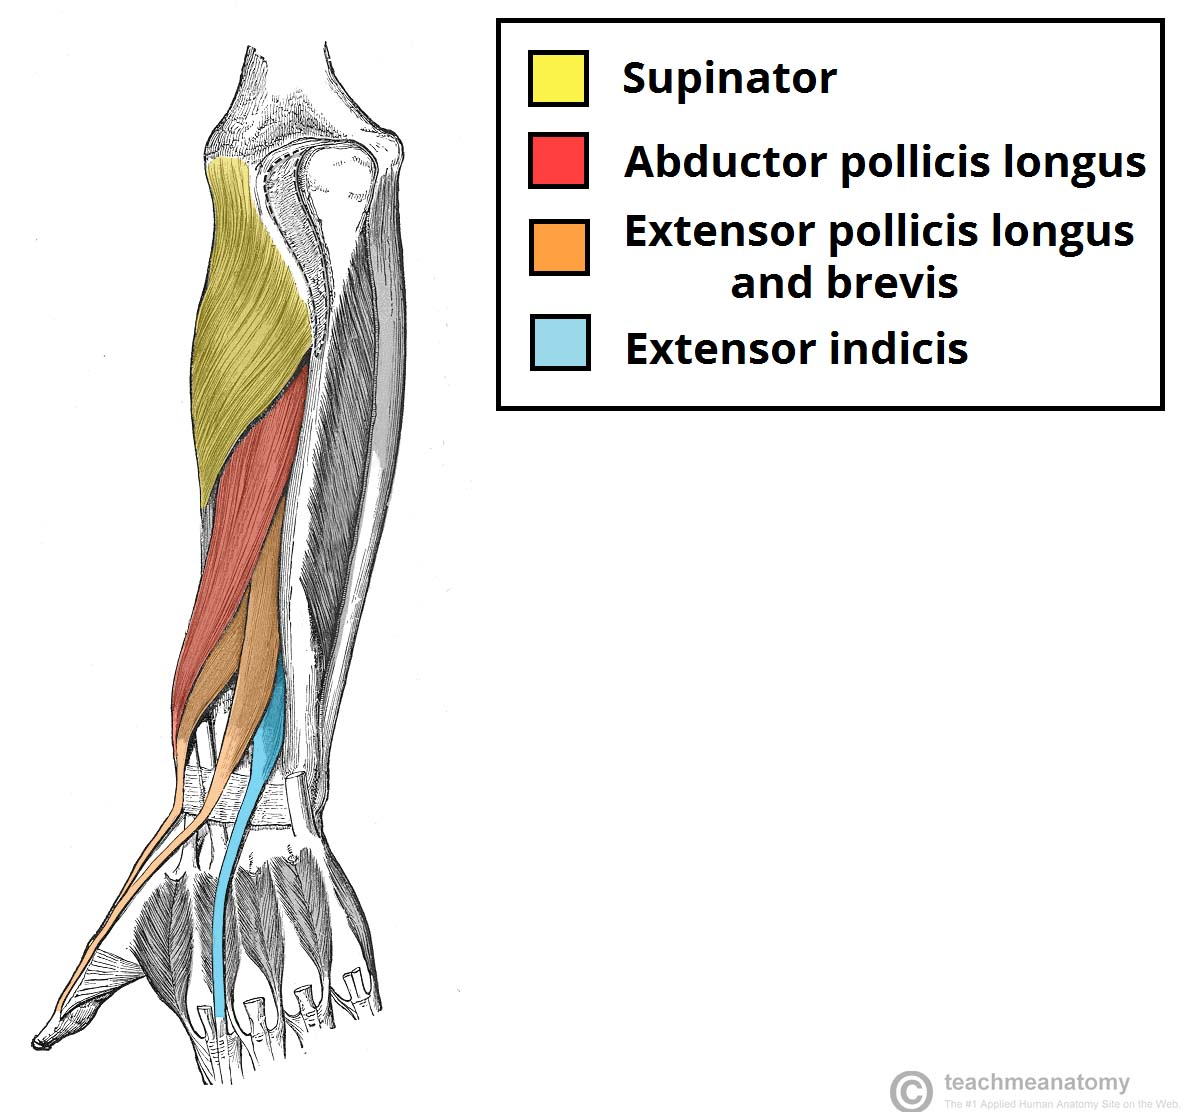 Supinator
Abductor pollicis longus
Extensor pollicis longus
and brevis
Extensor indicis
© teachmeanatomy
The #1 Applied Human Anatomy Site on the Web.